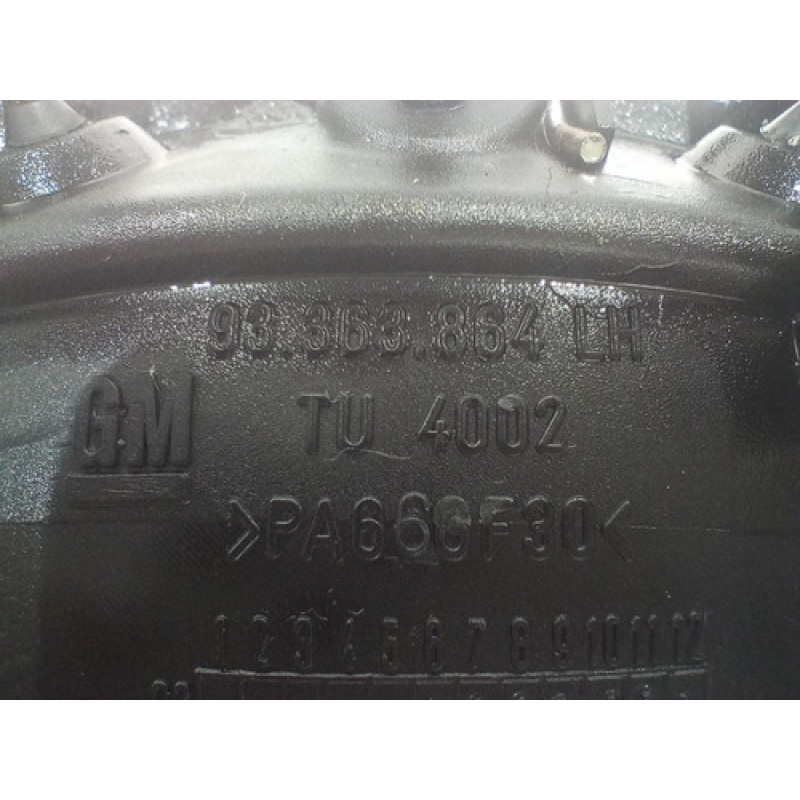 93.363.864 LH
GM
TU 4002
>PA66GF30<
1 2 3 4 5 6 7 8 9 10 11 12